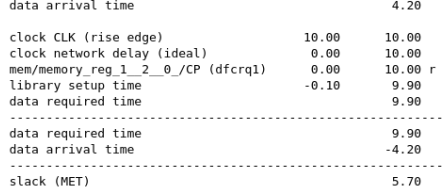 data arrival time                                    4.20

clock CLK (rise edge)                    10.00      10.00
clock network delay (ideal)               0.00      10.00
mem/memory_reg_1__2__0_/CP (dfcrq1)       0.00      10.00 r
library setup time                       -0.10       9.90
data required time                                   9.90
------------------------------------------------------------
data required time                                   9.90
data arrival time                                   -4.20
------------------------------------------------------------
slack (MET)                                          5.70